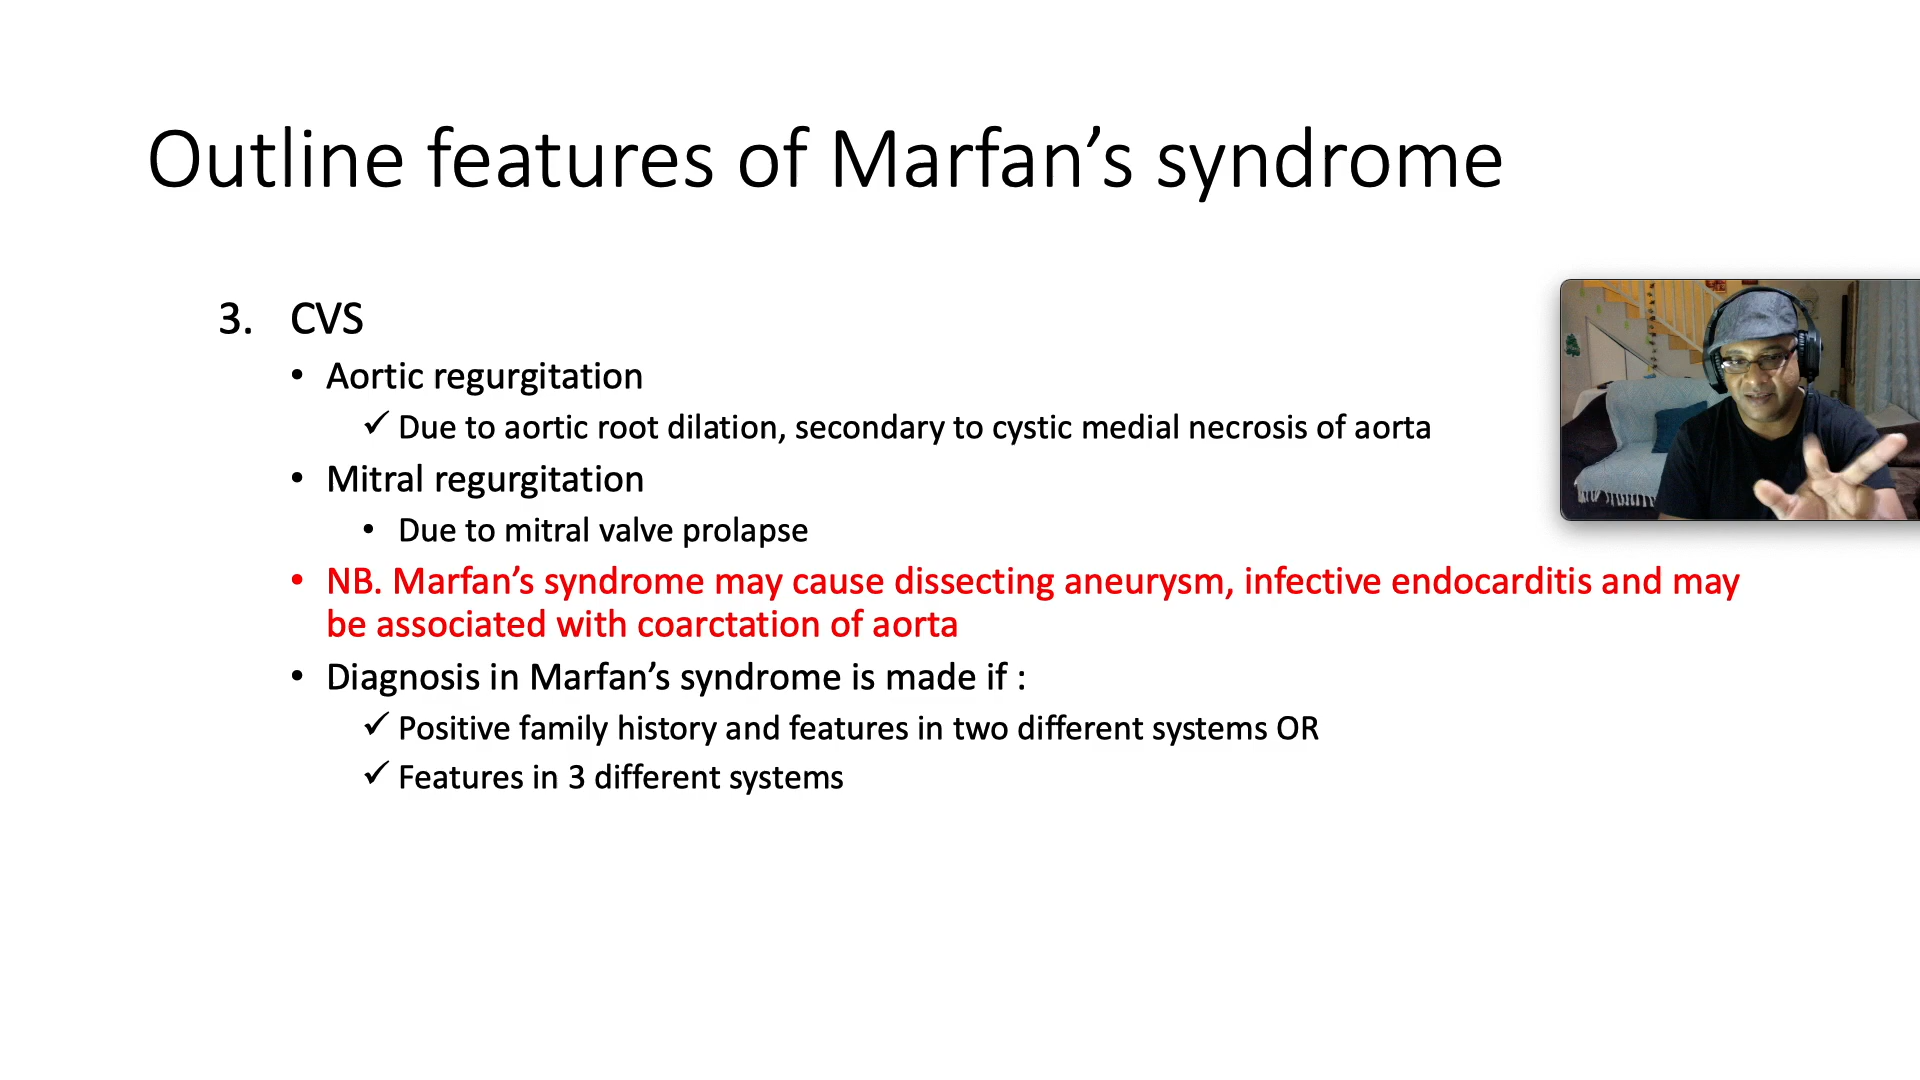 Outline features of Marfan’s syndrome
3. CVS
• Aortic regurgitation
✓ Due to aortic root dilation, secondary to cystic medial necrosis of aorta
• Mitral regurgitation
• Due to mitral valve prolapse
• NB. Marfan’s syndrome may cause dissecting aneurysm, infective endocarditis and may
be associated with coarctation of aorta
• Diagnosis in Marfan’s syndrome is made if :
✓ Positive family history and features in two different systems OR
✓ Features in 3 different systems